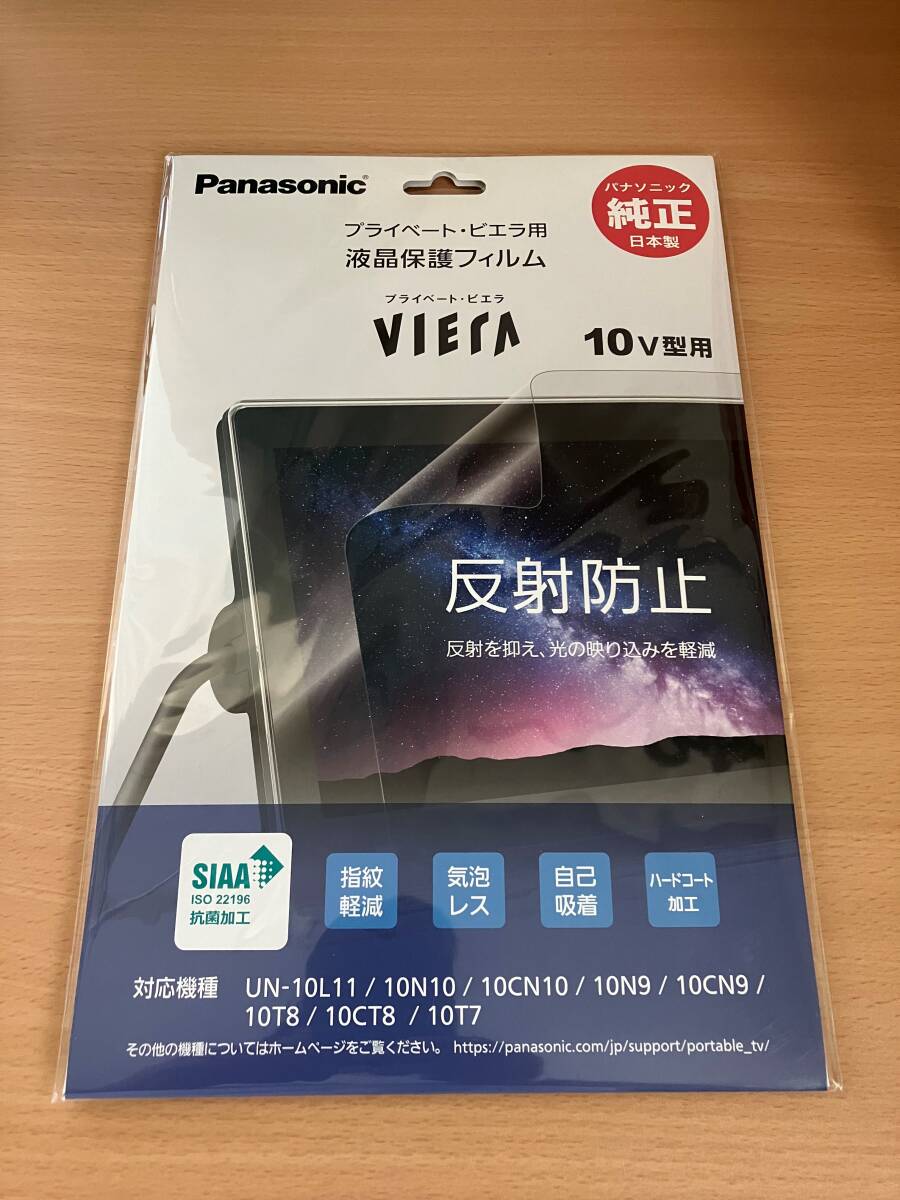 Panasonic®
パナソニック
純正
日本製
プライベート・ビエラ用
液晶保護フィルム
プライベート・ビエラ
VIErA
10V型用
反射防止
反射を抑え、光の映り込みを軽減
SIAA
ISO 22196
抗菌加工
指紋
軽減
気泡
レス
自己
吸着
ハードコート
加工
対応機種 UN-10L11 / 10N10 / 10CN10 / 10N9 / 10CN9 /
10T8 / 10CT8 / 10T7
その他の機種についてはホームページをご覧ください。 https://panasonic.com/jp/support/portable_tv/